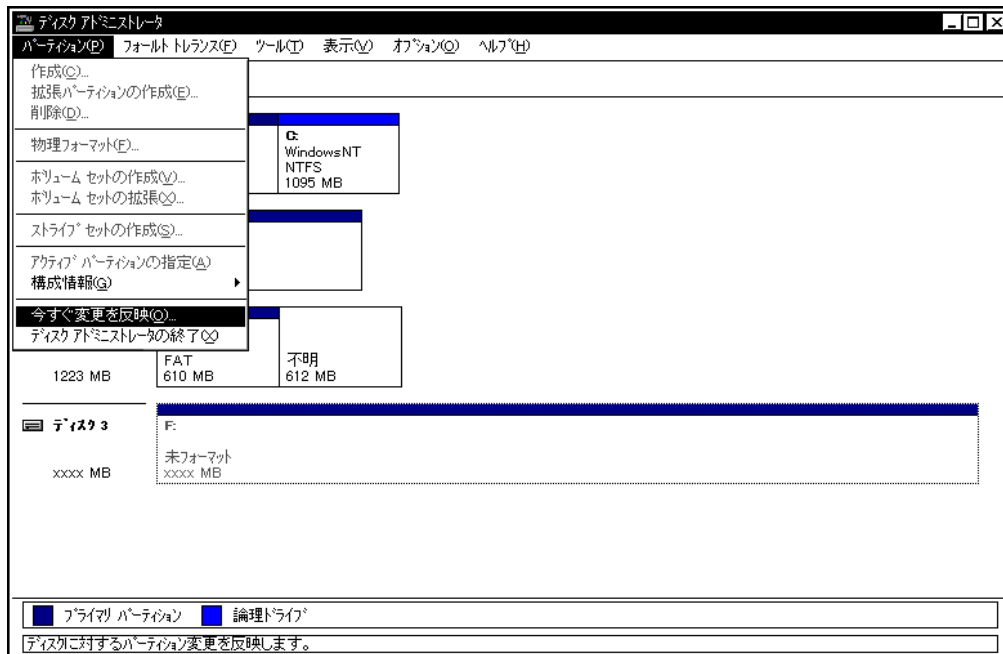 ディスク アドミニストレータ
パーティション(P) フォールト トレランス(F) ツール(T) 表示(V) オプション(O) ヘルプ(H)
作成(C)...
拡張パーティションの作成(E)...
削除(D)...
物理フォーマット(F)...
ボリューム セットの作成(V)...
ボリューム セットの拡張(X)...
ストライプ セットの作成(S)...
アクティブ パーティションの指定(A)
構成情報(G)
今すぐ変更を反映(O)...
ディスク アドミニストレータの終了(X)
C:
WindowsNT
NTFS
1095 MB
1223 MB
FAT
610 MB
不明
612 MB
ディスク 3
xxxx MB
F:
未フォーマット
xxxx MB
プライマリ パーティション 論理ドライブ
ディスクに対するパーティション変更を反映します。